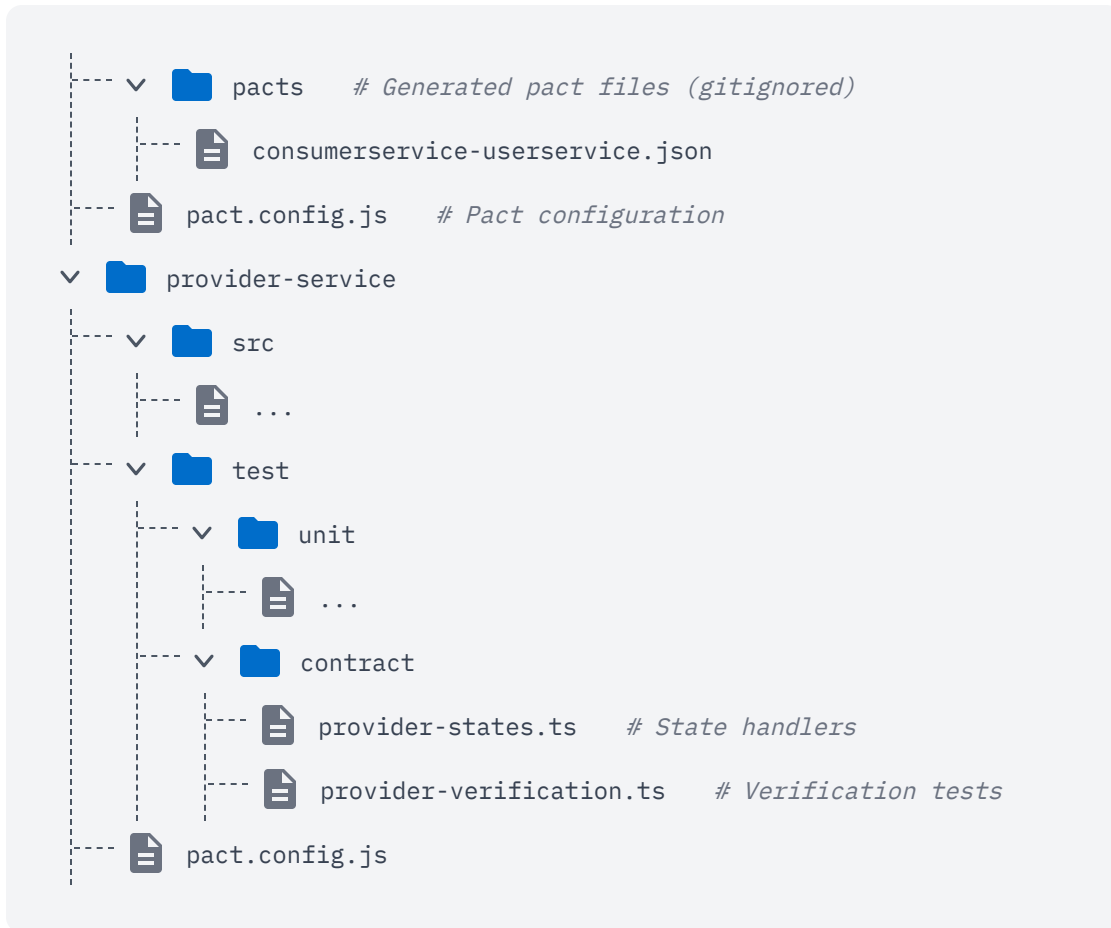 pacts # Generated pact files (gitignored)
consumerservice-userservice.json
pact.config.js # Pact configuration
provider-service
src
...
test
unit
...
contract
provider-states.ts # State handlers
provider-verification.ts # Verification tests
pact.config.js